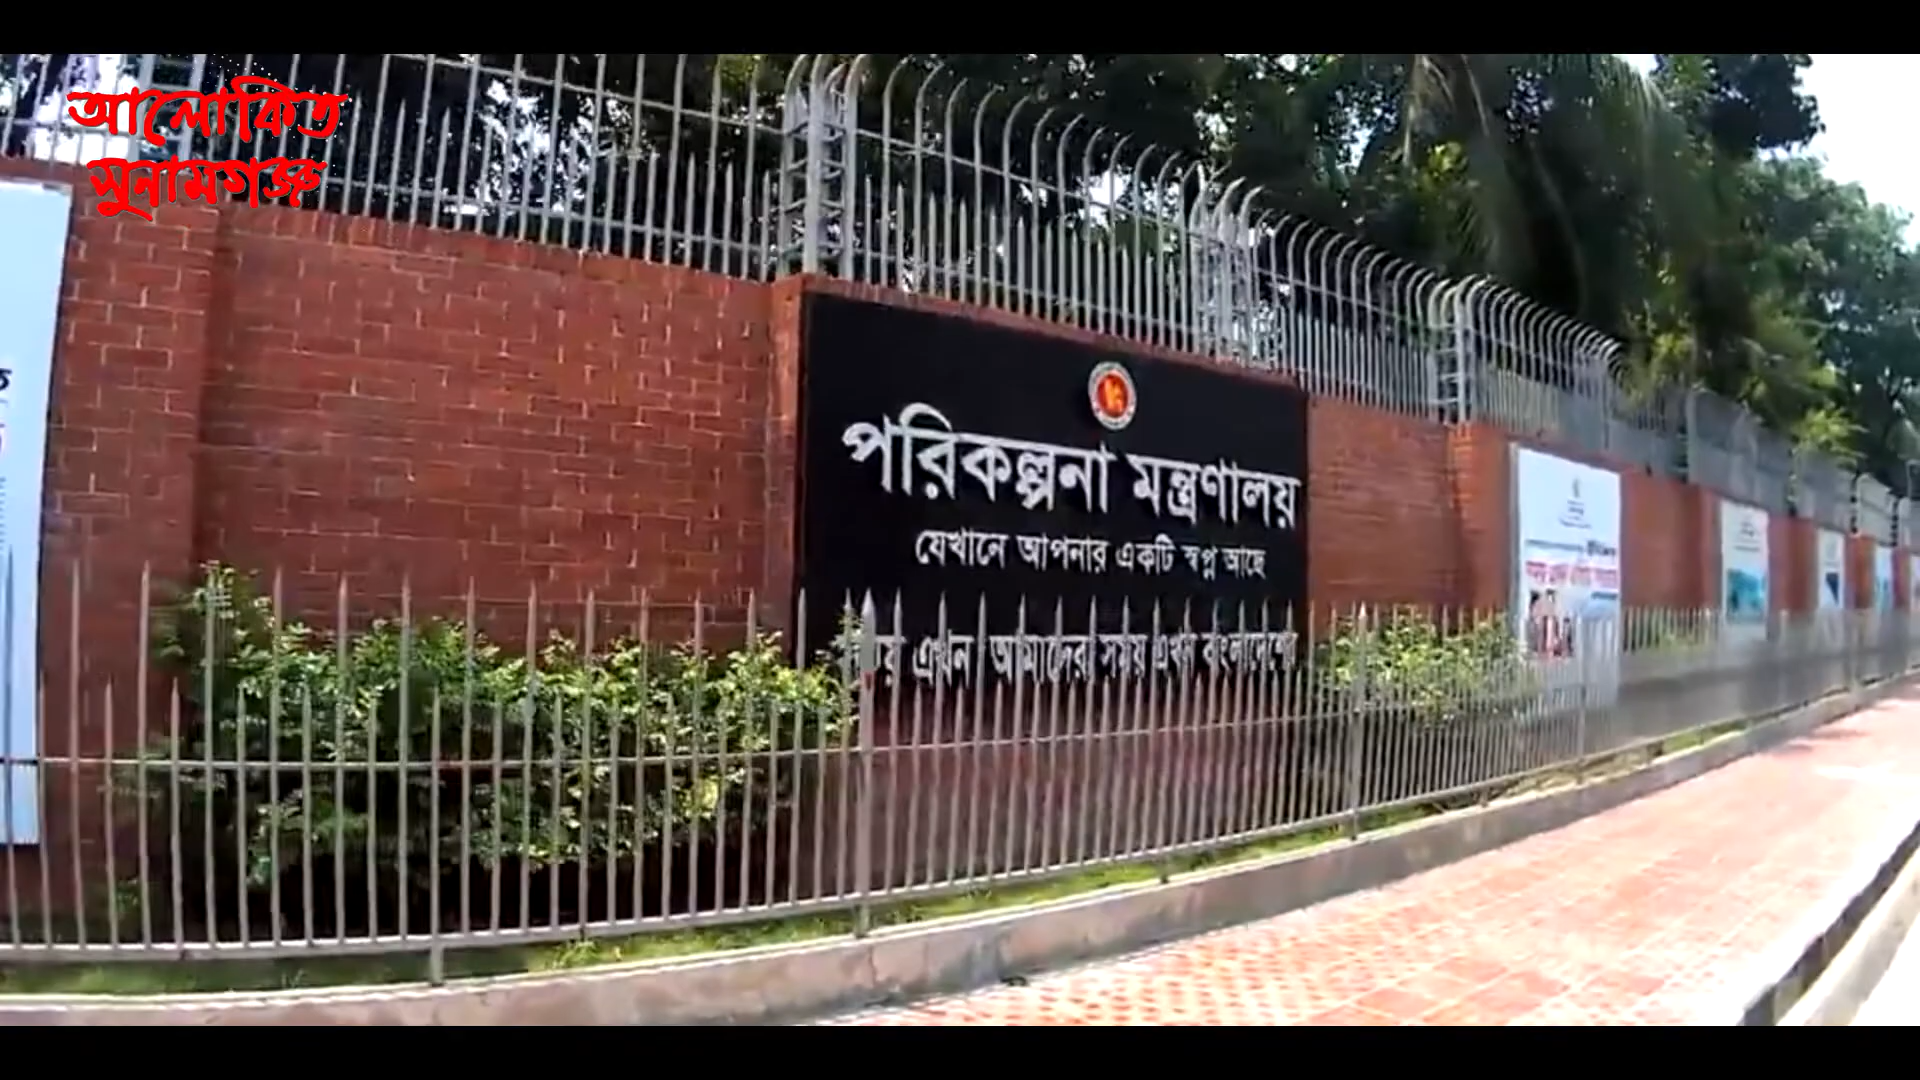 আলোকিত
সুনামগঞ্জ
পরিকল্পনা মন্ত্রণালয়
যেখানে আপনার একটি স্বপ্ন আছে
এখন আমাদের সময় এখন বাংলাদেশের